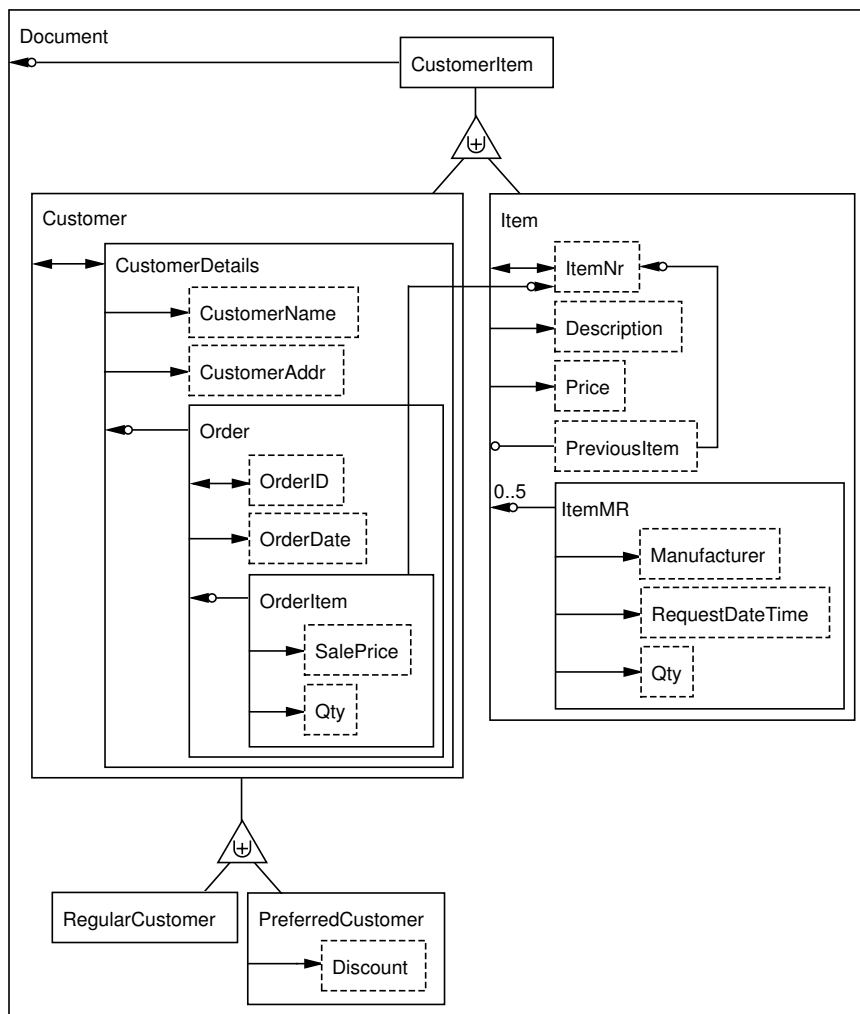 Document
CustomerItem
Customer
CustomerDetails
CustomerName
CustomerAddr
Order
OrderID
OrderDate
OrderItem
SalePrice
Qty
Item
ItemNr
Description
Price
PreviousItem
0..5
ItemMR
Manufacturer
RequestDateTime
Qty
RegularCustomer
PreferredCustomer
Discount